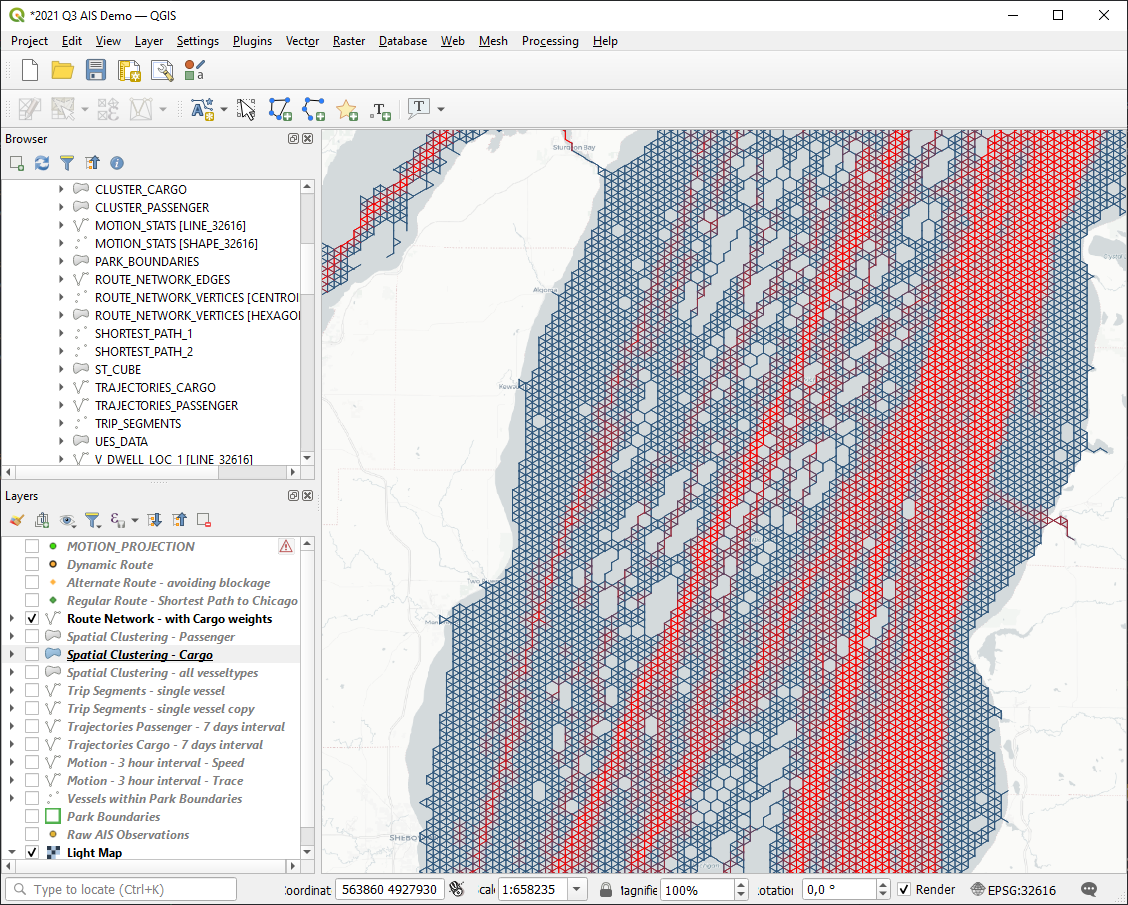 *2021 Q3 AIS Demo — QGIS
Project Edit View Layer Settings Plugins Vector Raster Database Web Mesh Processing Help
Browser
CLUSTER_CARGO
CLUSTER_PASSENGER
MOTION_STATS [LINE_32616]
MOTION_STATS [SHAPE_32616]
PARK_BOUNDARIES
ROUTE_NETWORK_EDGES
ROUTE_NETWORK_VERTICES [CENTROI
ROUTE_NETWORK_VERTICES [HEXAGO
SHORTEST_PATH_1
SHORTEST_PATH_2
ST_CUBE
TRAJECTORIES_CARGO
TRAJECTORIES_PASSENGER
TRIP_SEGMENTS
UES_DATA
V_DWELL_LOC_1 [LINE_32616]
Layers
MOTION_PROJECTION
Dynamic Route
Alternate Route - avoiding blockage
Regular Route - Shortest Path to Chicago
Route Network - with Cargo weights
Spatial Clustering - Passenger
Spatial Clustering - Cargo
Spatial Clustering - all vesseltypes
Trip Segments - single vessel
Trip Segments - single vessel copy
Trajectories Passenger - 7 days interval
Trajectories Cargo - 7 days interval
Motion - 3 hour interval - Speed
Motion - 3 hour interval - Trace
Vessels within Park Boundaries
Park Boundaries
Raw AIS Observations
Light Map
Sturgeon Bay
Algoma
Kewa
Two
SHEBO
Crystal
Type to locate (Ctrl+K)
oordinat 563860 4927930 cale 1:658235 lagnifie 100% otation 0,0 ° Render EPSG:32616